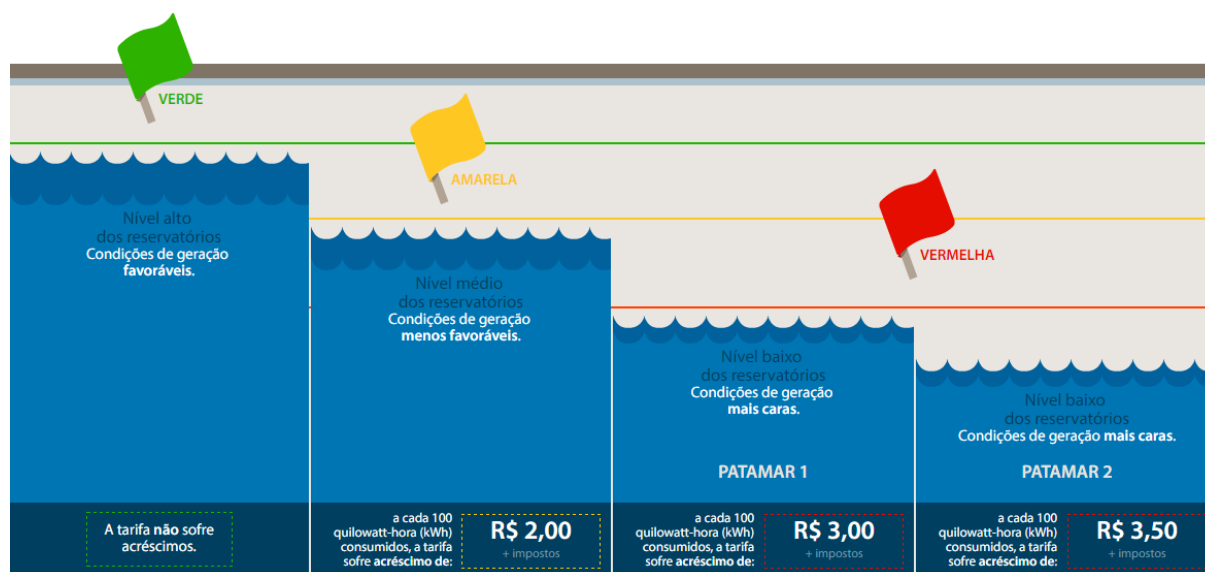 VERDE
Nível alto
dos reservatórios
Condições de geração
favoráveis.
A tarifa não sofre
acréscimos.
AMARELA
Nível médio
dos reservatórios
Condições de geração
menos favoráveis.
a cada 100
quilowatt-hora (kWh)
consumidos, a tarifa
sofre acréscimo de:
R$ 2,00
+ impostos
VERMELHA
Nível baixo
dos reservatórios
Condições de geração
mais caras.
PATAMAR 1
a cada 100
quilowatt-hora (kWh)
consumidos, a tarifa
sofre acréscimo de:
R$ 3,00
+ impostos
Nível baixo
dos reservatórios
Condições de geração mais caras.
PATAMAR 2
a cada 100
quilowatt-hora (kWh)
consumidos, a tarifa
sofre acréscimo de:
R$ 3,50
+ impostos